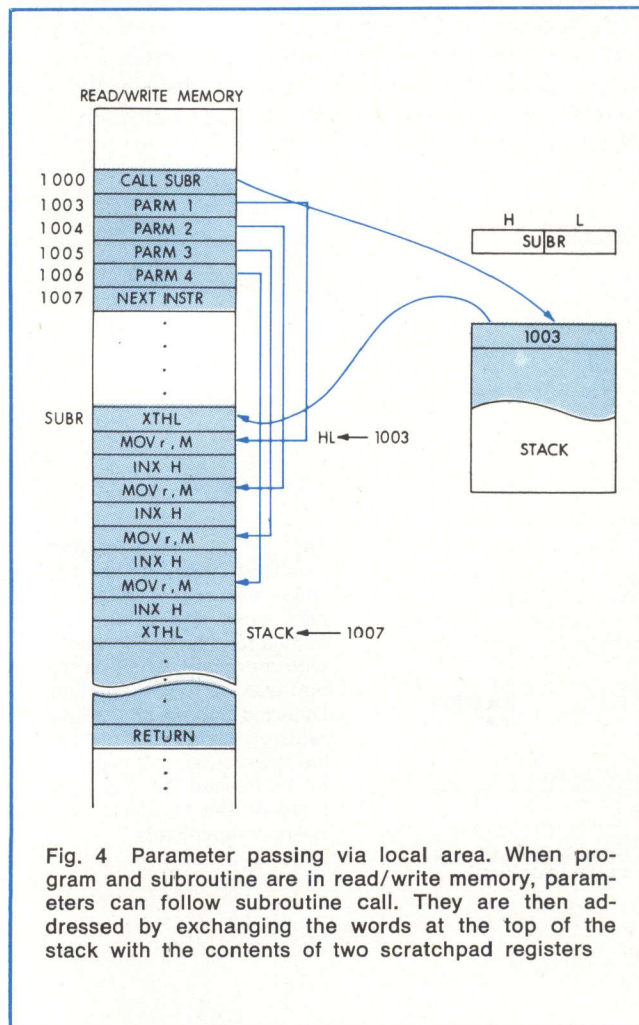 READ/WRITE MEMORY
1000 CALL SUBR
1003 PARM 1
1004 PARM 2
1005 PARM 3
1006 PARM 4
1007 NEXT INSTR
H L
SUBR
1003
STACK
SUBR XTHL
MOV r, M HL ← 1003
INX H
MOV r, M
INX H
MOV r, M
INX H
MOV r, M
INX H
XTHL STACK ← 1007
RETURN
Fig. 4 Parameter passing via local area. When pro-
gram and subroutine are in read/write memory, param-
eters can follow subroutine call. They are then ad-
dressed by exchanging the words at the top of the
stack with the contents of two scratchpad registers